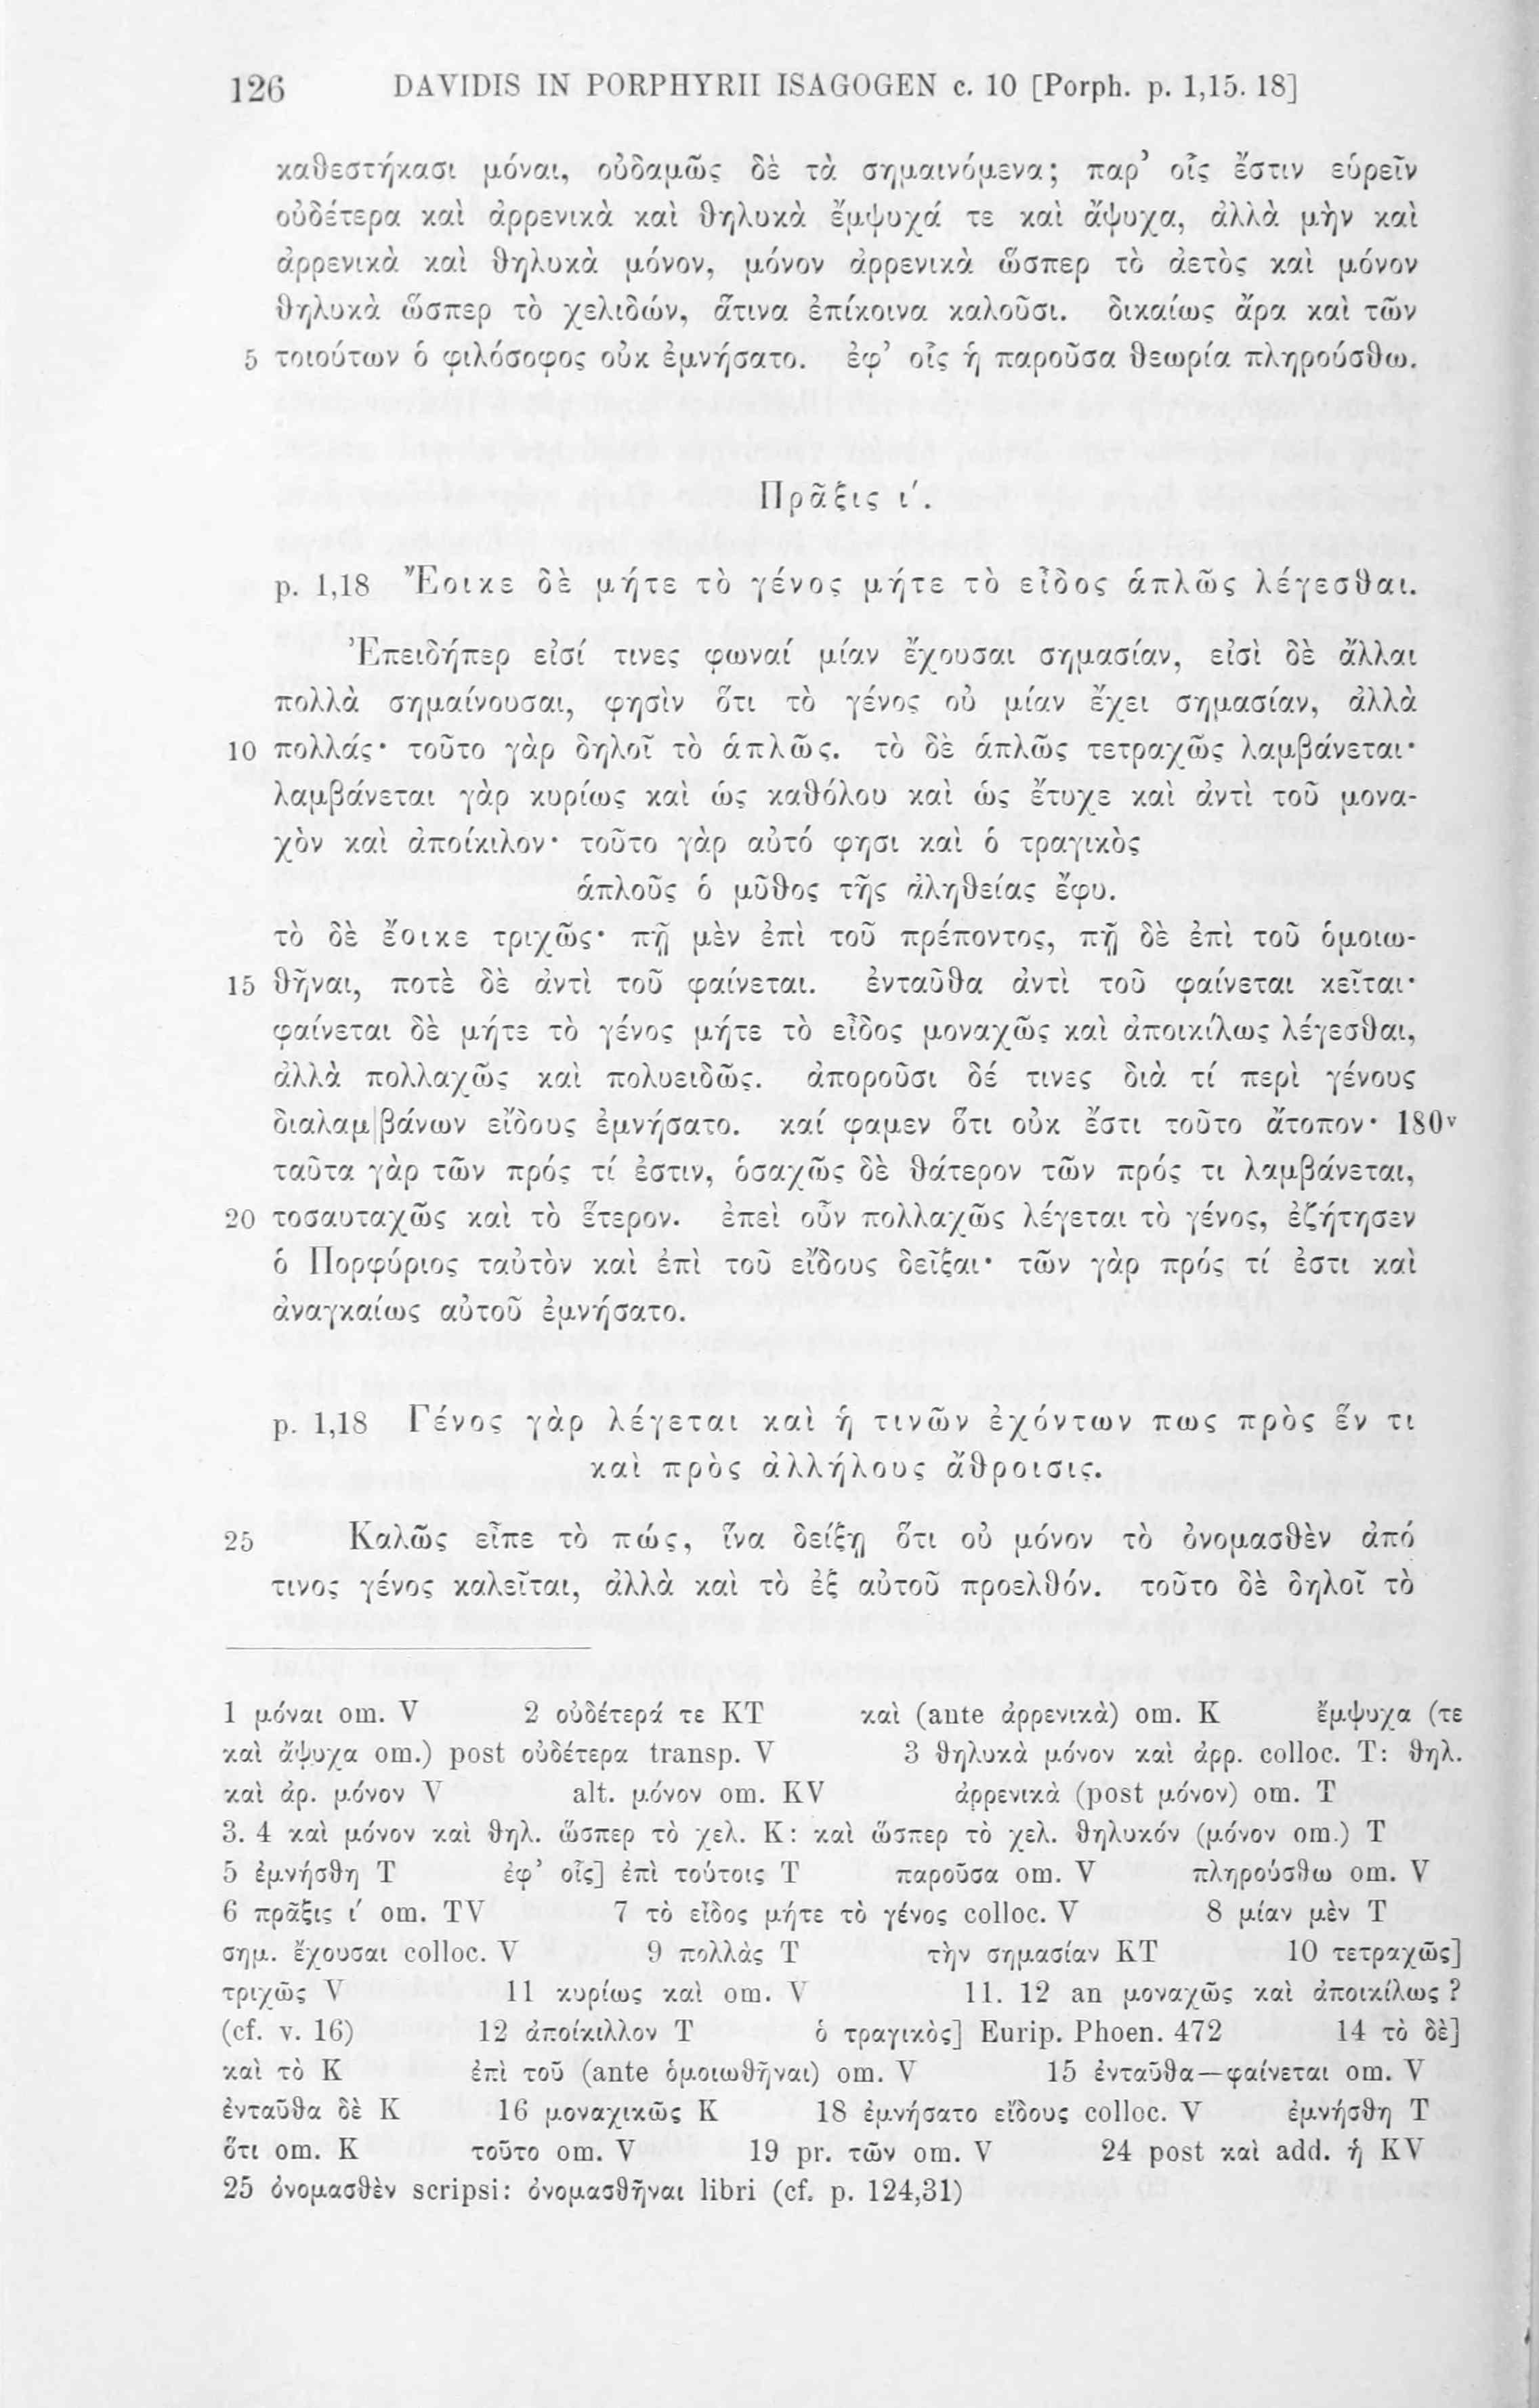 126 DAVIDIS IN PORPHYRII ISAGOGEN c. 10 [Porph. p. 1,15. 18]
καθεστήκασι μόναι, οὐδαμῶς δὲ τὰ σημαινόμενα; παρ' οἷς ἔστιν εὑρεῖν
οὐδέτερα καὶ ἀρρενικὰ καὶ θηλυκὰ ἔμψυχά τε καὶ ἄψυχα, ἀλλὰ μὴν καὶ
ἀρρενικὰ καὶ θηλυκὰ μόνον, μόνον ἀρρενικὰ ὥσπερ τὸ ἀετὸς καὶ μόνον
θηλυκὰ ὥσπερ τὸ χελιδών, ἅτινα ἐπίκοινα καλοῦσι. δικαίως ἄρα καὶ τῶν
5 τοιούτων ὁ φιλόσοφος οὐκ ἐμνήσατο. ἐφ' οἷς ἡ παροῦσα θεωρία πληρούσθω.
Πρᾶξις ι'.
p. 1,18 Ἔοικε δὲ μήτε τὸ γένος μήτε τὸ εἶδος ἁπλῶς λέγεσθαι.
Ἐπειδήπερ εἰσί τινες φωναί μίαν ἔχουσαι σημασίαν, εἰσὶ δὲ ἄλλαι
πολλὰ σημαίνουσαι, φησὶν ὅτι τὸ γένος οὐ μίαν ἔχει σημασίαν, ἀλλὰ
10 πολλάς· τοῦτο γὰρ δηλοῖ τὸ ἁπλῶς. τὸ δὲ ἁπλῶς τετραχῶς λαμβάνεται·
λαμβάνεται γὰρ κυρίως καὶ ὡς καθόλου καὶ ὡς ἔτυχε καὶ ἀντὶ τοῦ μονα-
χὸν καὶ ἀποίκιλον· τοῦτο γὰρ αὐτό φησι καὶ ὁ τραγικὸς
ἁπλοῦς ὁ μῦθος τῆς ἀληθείας ἔφυ.
τὸ δὲ ἔοικε τριχῶς· πῇ μὲν ἐπὶ τοῦ πρέποντος, πῇ δὲ ἐπὶ τοῦ ὁμοιω-
15 θῆναι, ποτὲ δὲ ἀντὶ τοῦ φαίνεται. ἐνταῦθα ἀντὶ τοῦ φαίνεται κεῖται·
φαίνεται δὲ μήτε τὸ γένος μήτε τὸ εἶδος μοναχῶς καὶ ἀποικίλως λέγεσθαι,
ἀλλὰ πολλαχῶς καὶ πολυειδῶς. ἀποροῦσι δέ τινες διὰ τί περὶ γένους
διαλαμ|βάνων εἴδους ἐμνήσατο. καί φαμεν ὅτι οὐκ ἔστι τοῦτο ἄτοπον· 180v
ταῦτα γὰρ τῶν πρός τί ἐστιν, ὁσαχῶς δὲ θάτερον τῶν πρός τι λαμβάνεται,
20 τοσαυταχῶς καὶ τὸ ἕτερον. ἐπεὶ οὖν πολλαχῶς λέγεται τὸ γένος, ἐζήτησεν
ὁ Πορφύριος ταὐτὸν καὶ ἐπὶ τοῦ εἴδους δεῖξαι· τῶν γὰρ πρός τί ἐστι καὶ
ἀναγκαίως αὐτοῦ ἐμνήσατο.
p. 1,18 Γένος γὰρ λέγεται καὶ ἡ τινῶν ἐχόντων πως πρὸς ἕν τι
καὶ πρὸς ἀλλήλους ἄθροισις.
25 Καλῶς εἶπε τὸ πώς, ἵνα δείξῃ ὅτι οὐ μόνον τὸ ὀνομασθὲν ἀπό
τινος γένος καλεῖται, ἀλλὰ καὶ τὸ ἐξ αὐτοῦ προελθόν. τοῦτο δὲ δηλοῖ τὸ
1 μόναι om. V 2 οὐδέτερά τε KT καὶ (ante ἀρρενικὰ) om. K ἔμψυχα (τε
καὶ ἄψυχα om.) post οὐδέτερα transp. V 3 θηλυκὰ μόνον καὶ ἀρρ. colloc. T: θηλ.
καὶ ἀρ. μόνον V alt. μόνον om. KV ἀρρενικὰ (post μόνον) om. T
3. 4 καὶ μόνον καὶ θηλ. ὥσπερ τὸ χελ. K: καὶ ὥσπερ τὸ χελ. θηλυκόν (μόνον om.) T
5 ἐμνήσθη T ἐφ' οἷς] ἐπὶ τούτοις T παροῦσα om. V πληρούσθω om. V
6 πρᾶξις ι' om. TV 7 τὸ εἶδος μήτε τὸ γένος colloc. V 8 μίαν μὲν T
σημ. ἔχουσαι colloc. V 9 πολλὰς T τὴν σημασίαν KT 10 τετραχῶς]
τριχῶς V 11 κυρίως καὶ om. V 11. 12 an μοναχῶς καὶ ἀποικίλως ?
(cf. v. 16) 12 ἀποίκιλλον T ὁ τραγικὸς] Eurip. Phoen. 472 14 τὸ δὲ]
καὶ τὸ K ἐπὶ τοῦ (ante ὁμοιωθῆναι) om. V 15 ἐνταῦθα—φαίνεται om. V
ἐνταῦθα δὲ K 16 μοναχικῶς K 18 ἐμνήσατο εἴδους colloc. V ἐμνήσθη T
ὅτι om. K τοῦτο om. V 19 pr. τῶν om. V 24 post καὶ add. ἡ KV
25 ὀνομασθὲν scripsi: ὀνομασθῆναι libri (cf. p. 124,31)